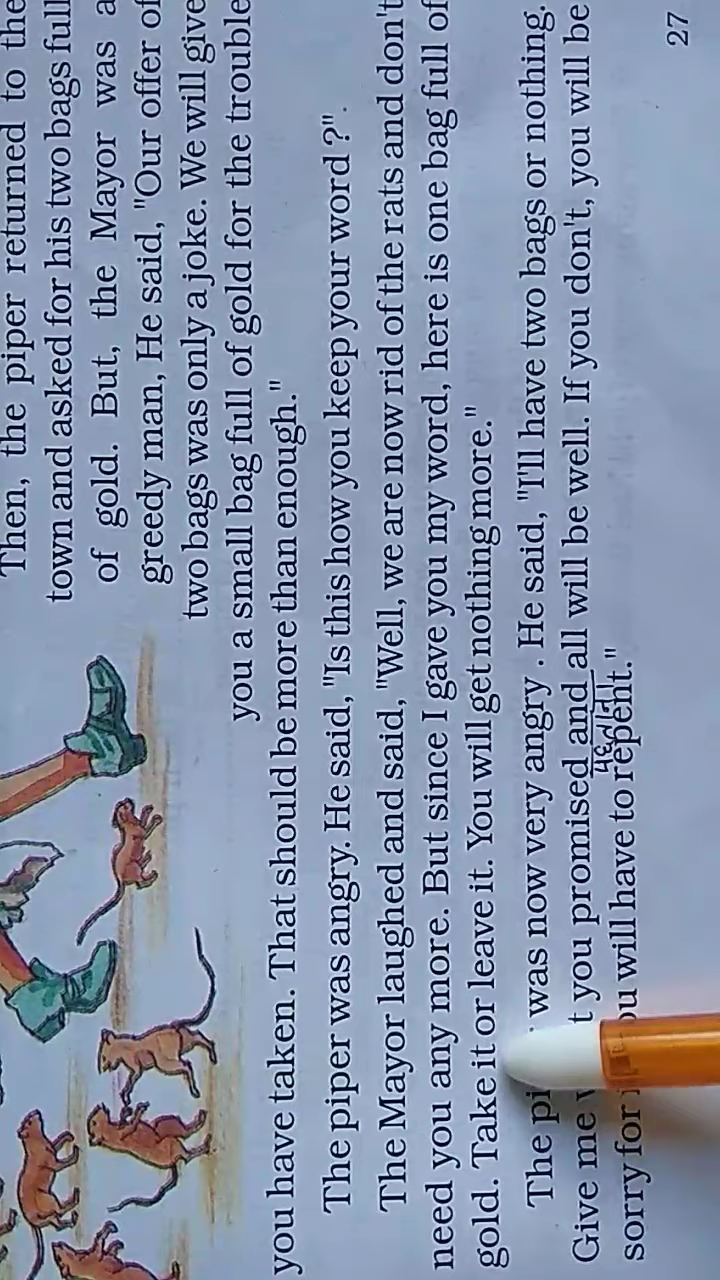 Then, the piper returned to the
town and asked for his two bags full
of gold. But, the Mayor was a
greedy man, He said, "Our offer of
two bags was only a joke. We will give
you a small bag full of gold for the trouble
you have taken. That should be more than enough."
The piper was angry. He said, "Is this how you keep your word ?".
The Mayor laughed and said, "Well, we are now rid of the rats and don't
need you any more. But since I gave you my word, here is one bag full of
gold. Take it or leave it. You will get nothing more."
The was now very angry . He said, "I'll have two bags or nothing.
Give me you promised and all will be well. If you don't, you will be
sorry for will have to repent."
27